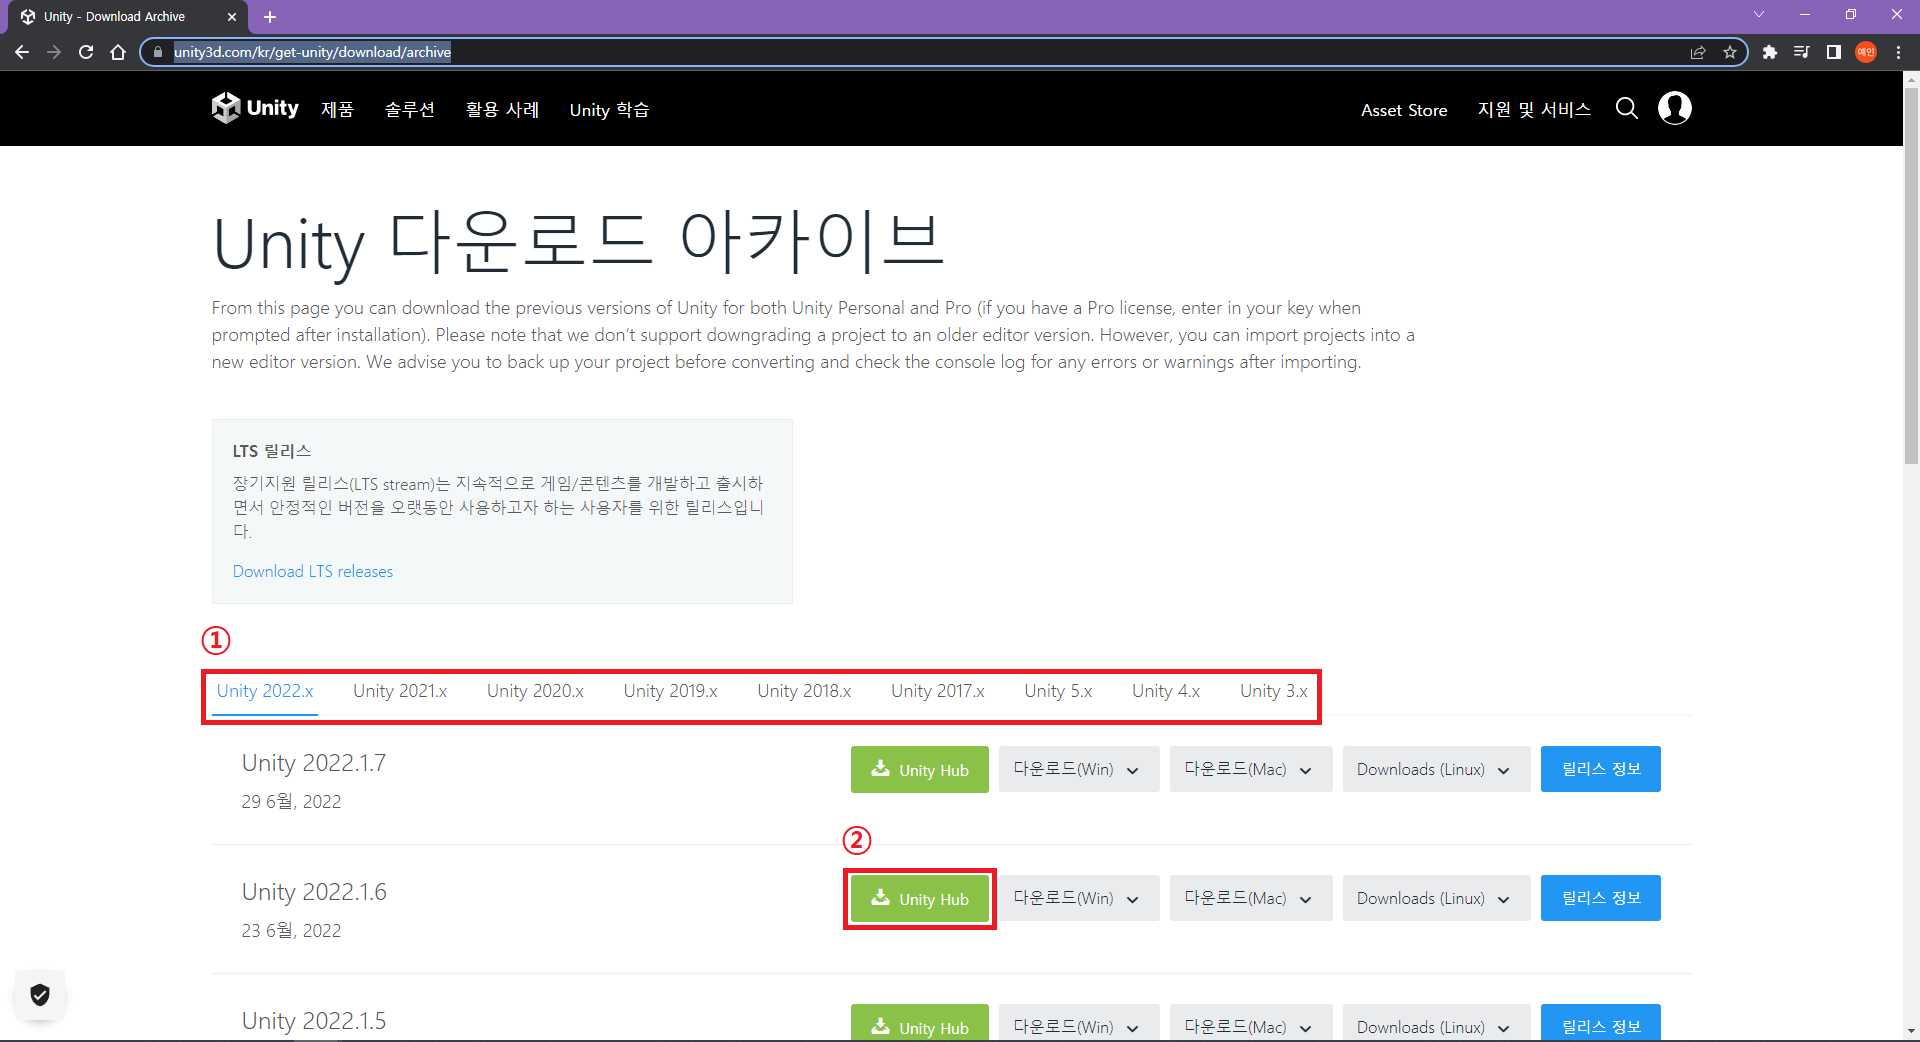 Unity - Download Archive
unity3d.com/kr/get-unity/download/archive
예인
Unity 제품 솔루션 활용 사례 Unity 학습 Asset Store 지원 및 서비스
Unity 다운로드 아카이브
From this page you can download the previous versions of Unity for both Unity Personal and Pro (if you have a Pro license, enter in your key when
prompted after installation). Please note that we don’t support downgrading a project to an older editor version. However, you can import projects into a
new editor version. We advise you to back up your project before converting and check the console log for any errors or warnings after importing.
LTS 릴리스
장기지원 릴리스(LTS stream)는 지속적으로 게임/콘텐츠를 개발하고 출시하
면서 안정적인 버전을 오랫동안 사용하고자 하는 사용자를 위한 릴리스입니
다.
Download LTS releases
①
Unity 2022.x Unity 2021.x Unity 2020.x Unity 2019.x Unity 2018.x Unity 2017.x Unity 5.x Unity 4.x Unity 3.x
Unity 2022.1.7 Unity Hub 다운로드(Win) 다운로드(Mac) Downloads (Linux) 릴리스 정보
29 6월, 2022
②
Unity 2022.1.6 Unity Hub 다운로드(Win) 다운로드(Mac) Downloads (Linux) 릴리스 정보
23 6월, 2022
Unity 2022.1.5 Unity Hub 다운로드(Win) 다운로드(Mac) Downloads (Linux) 릴리스 정보